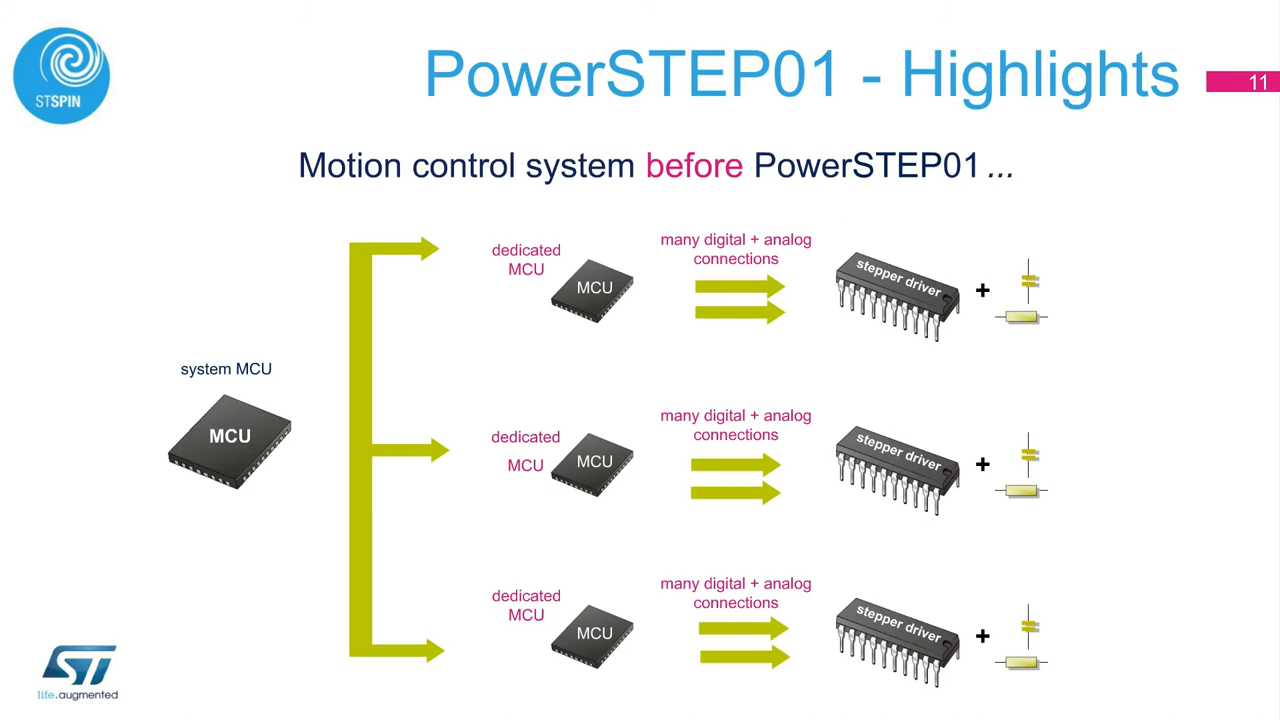 PowerSTEP01 - Highlights
11
STSPIN
Motion control system before PowerSTEP01 ...
dedicated
MCU
MCU
many digital + analog
connections
stepper driver
+
system MCU
MCU
dedicated
MCU
MCU
many digital + analog
connections
stepper driver
+
dedicated
MCU
MCU
many digital + analog
connections
stepper driver
+
ST
life.augmented